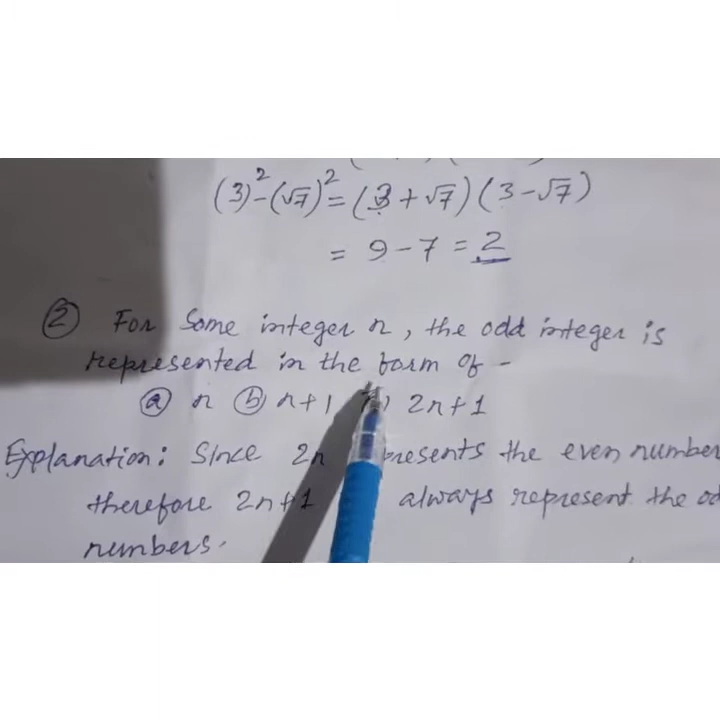 (3)²-(√7)² = (3+√7)(3-√7)
= 9-7 = 2
② For some integer n, the odd integer is
represented in the form of -
ⓐ n ⓑ n+1 2n+1
Explanation: Since 2n the even number
therefore 2n+1 always represent the
numbers.